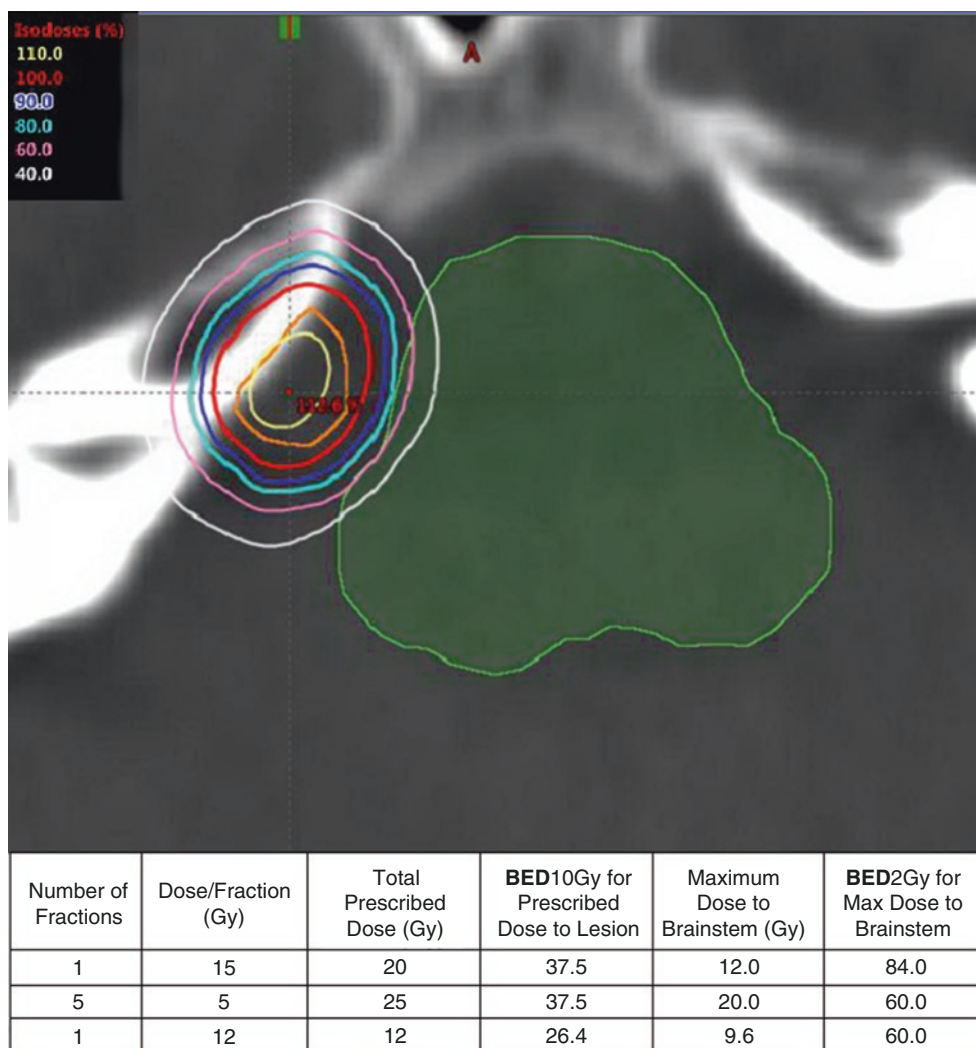 Isodoses (%)
110.0
100.0
90.0
80.0
60.0
40.0
A
Number of Fractions | Dose/Fraction (Gy) | Total Prescribed Dose (Gy) | BED10Gy for Prescribed Dose to Lesion | Maximum Dose to Brainstem (Gy) | BED2Gy for Max Dose to Brainstem
1 | 15 | 20 | 37.5 | 12.0 | 84.0
5 | 5 | 25 | 37.5 | 20.0 | 60.0
1 | 12 | 12 | 26.4 | 9.6 | 60.0